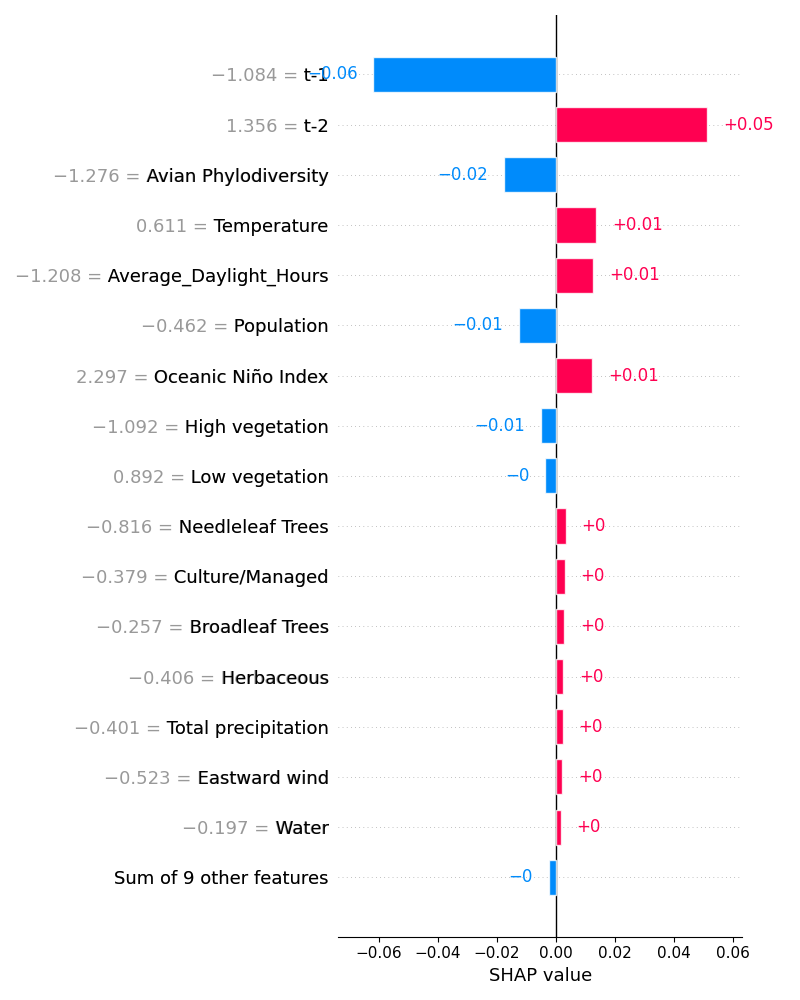 −1.084 = t-1 −0.06
1.356 = t-2 +0.05
−1.276 = Avian Phylodiversity −0.02
0.611 = Temperature +0.01
−1.208 = Average_Daylight_Hours +0.01
−0.462 = Population −0.01
2.297 = Oceanic Niño Index +0.01
−1.092 = High vegetation −0.01
0.892 = Low vegetation −0
−0.816 = Needleleaf Trees +0
−0.379 = Culture/Managed +0
−0.257 = Broadleaf Trees +0
−0.406 = Herbaceous +0
−0.401 = Total precipitation +0
−0.523 = Eastward wind +0
−0.197 = Water +0
Sum of 9 other features −0
−0.06 −0.04 −0.02 0.00 0.02 0.04 0.06
SHAP value